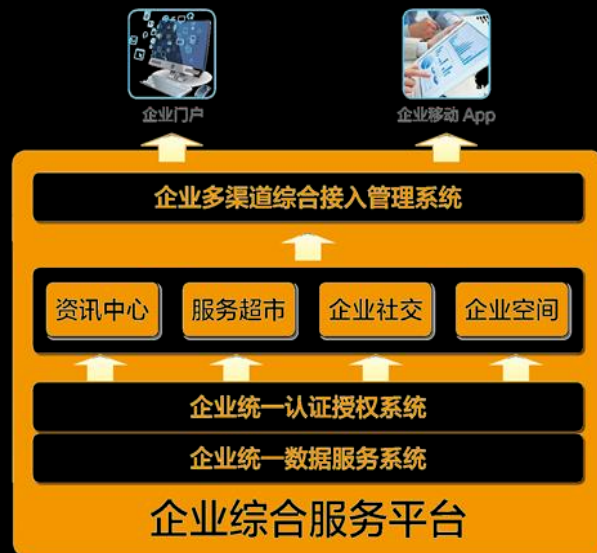 企业门户 企业移动 App
企业多渠道综合接入管理系统
资讯中心 服务超市 企业社交 企业空间
企业统一认证授权系统
企业统一数据服务系统
企业综合服务平台